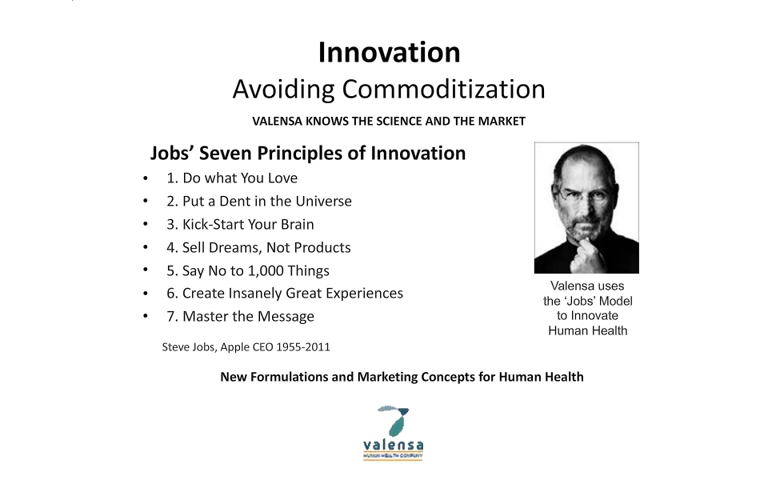 Innovation
Avoiding Commoditization
VALENSA KNOWS THE SCIENCE AND THE MARKET
Jobs' Seven Principles of Innovation
• 1. Do what You Love
• 2. Put a Dent in the Universe
• 3. Kick-Start Your Brain
• 4. Sell Dreams, Not Products
• 5. Say No to 1,000 Things
• 6. Create Insanely Great Experiences
• 7. Master the Message
Steve Jobs, Apple CEO 1955-2011
Valensa uses
the ‘Jobs’ Model
to Innovate
Human Health
New Formulations and Marketing Concepts for Human Health
valensa
HUMAN HEALTH COMPANY